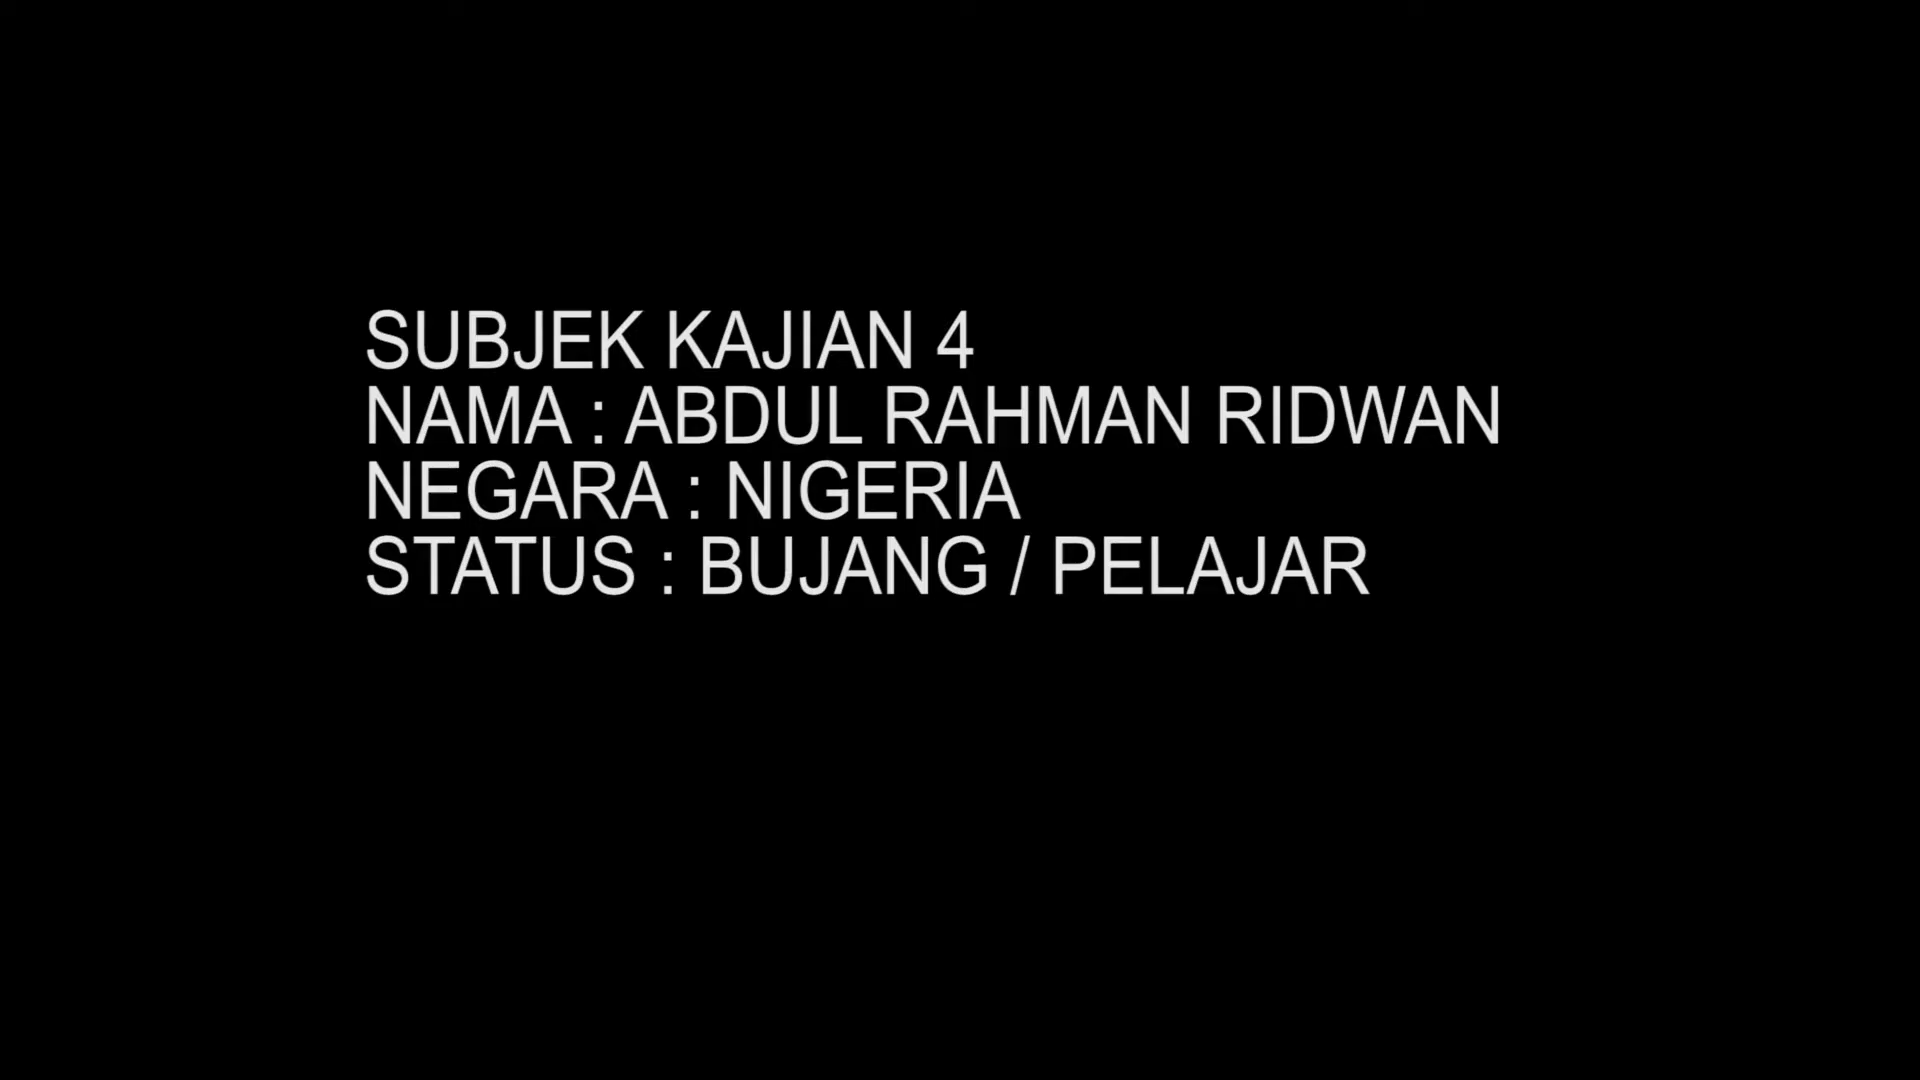 SUBJEK KAJIAN 4
NAMA : ABDUL RAHMAN RIDWAN
NEGARA : NIGERIA
STATUS : BUJANG / PELAJAR